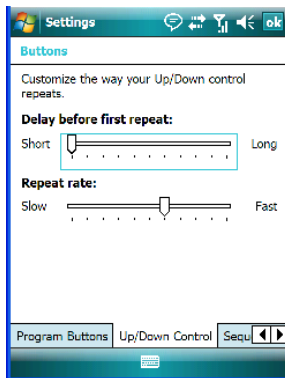 Settings ok
Buttons
Customize the way your Up/Down control
repeats.
Delay before first repeat:
Short Long
Repeat rate:
Slow Fast
Program Buttons Up/Down Control Sequ